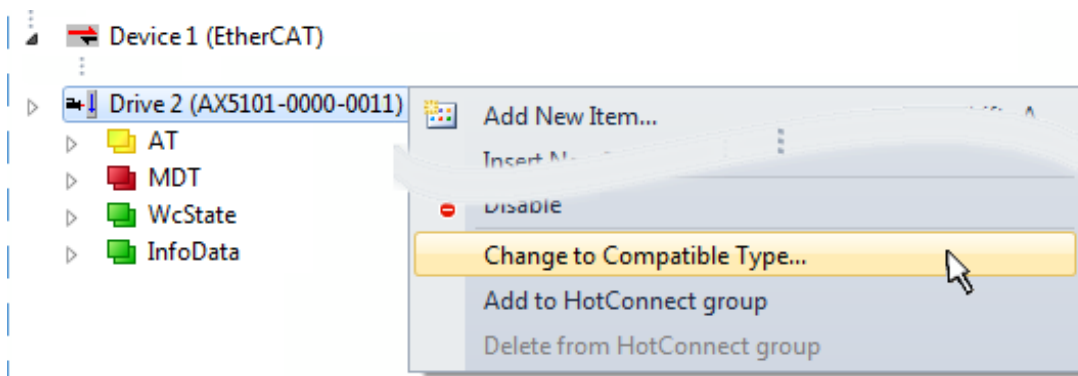 Device 1 (EtherCAT)
Drive 2 (AX5101-0000-0011)
AT
MDT
WcState
InfoData
Add New Item...
Insert
Disable
Change to Compatible Type...
Add to HotConnect group
Delete from HotConnect group